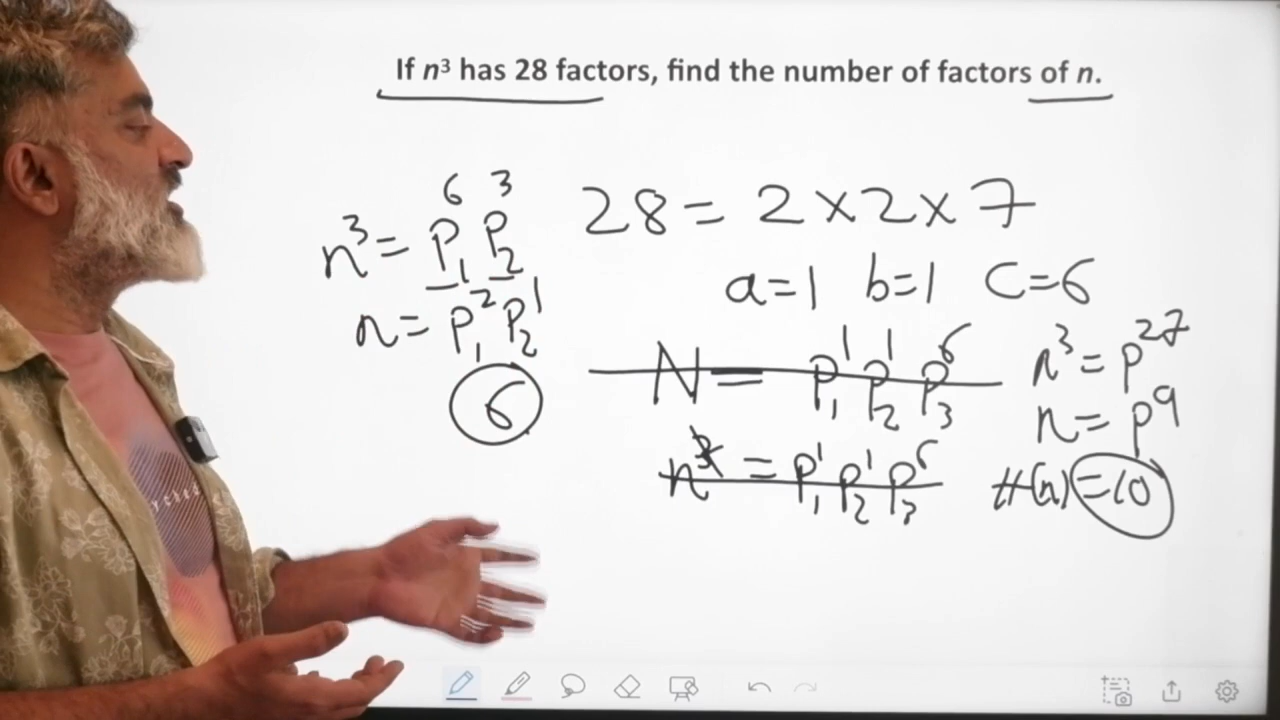 If n³ has 28 factors, find the number of factors of n.
n³ = p₁⁶ p₂³
n = p₁² p₂¹
6
28 = 2 × 2 × 7
a=1 b=1 c=6
N = p₁¹ p₂¹ p₃⁶
n³ = p₁¹ p₂¹ p₃⁶
n³ = p²⁷
n = p⁹
#(n) = 10